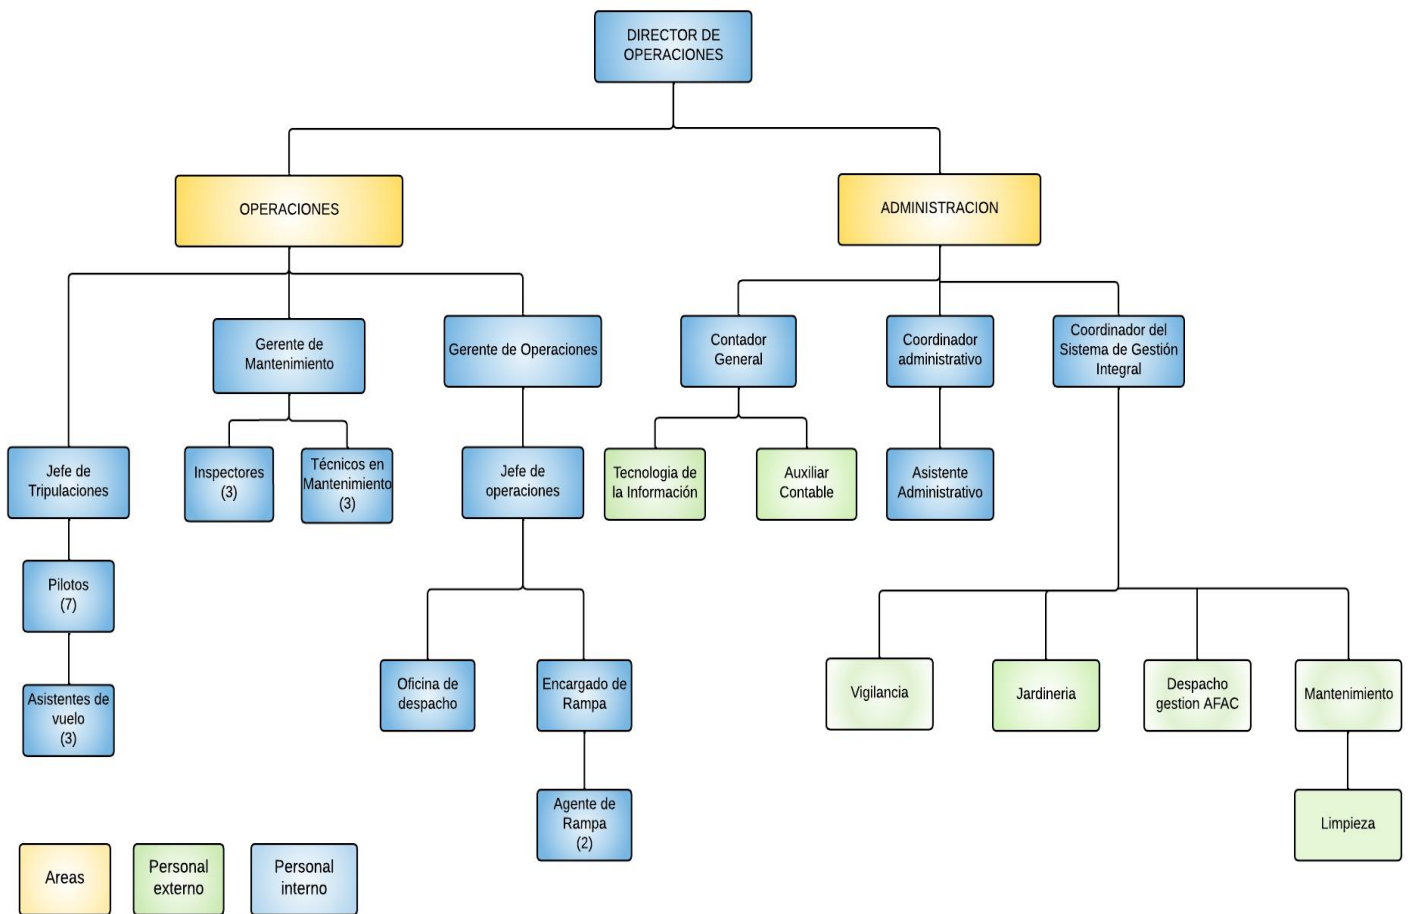 DIRECTOR DE
OPERACIONES
OPERACIONES
ADMINISTRACION
Gerente de
Mantenimiento
Gerente de Operaciones
Contador
General
Coordinador
administrativo
Coordinador del
Sistema de Gestión
Integral
Jefe de
Tripulaciones
Inspectores
(3)
Técnicos en
Mantenimiento
(3)
Jefe de
operaciones
Tecnologia de
la Información
Auxiliar
Contable
Asistente
Administrativo
Pilotos
(7)
Asistentes de
vuelo
(3)
Oficina de
despacho
Encargado de
Rampa
Vigilancia
Jardineria
Despacho
gestion AFAC
Mantenimiento
Agente de
Rampa
(2)
Limpieza
Areas
Personal
externo
Personal
interno